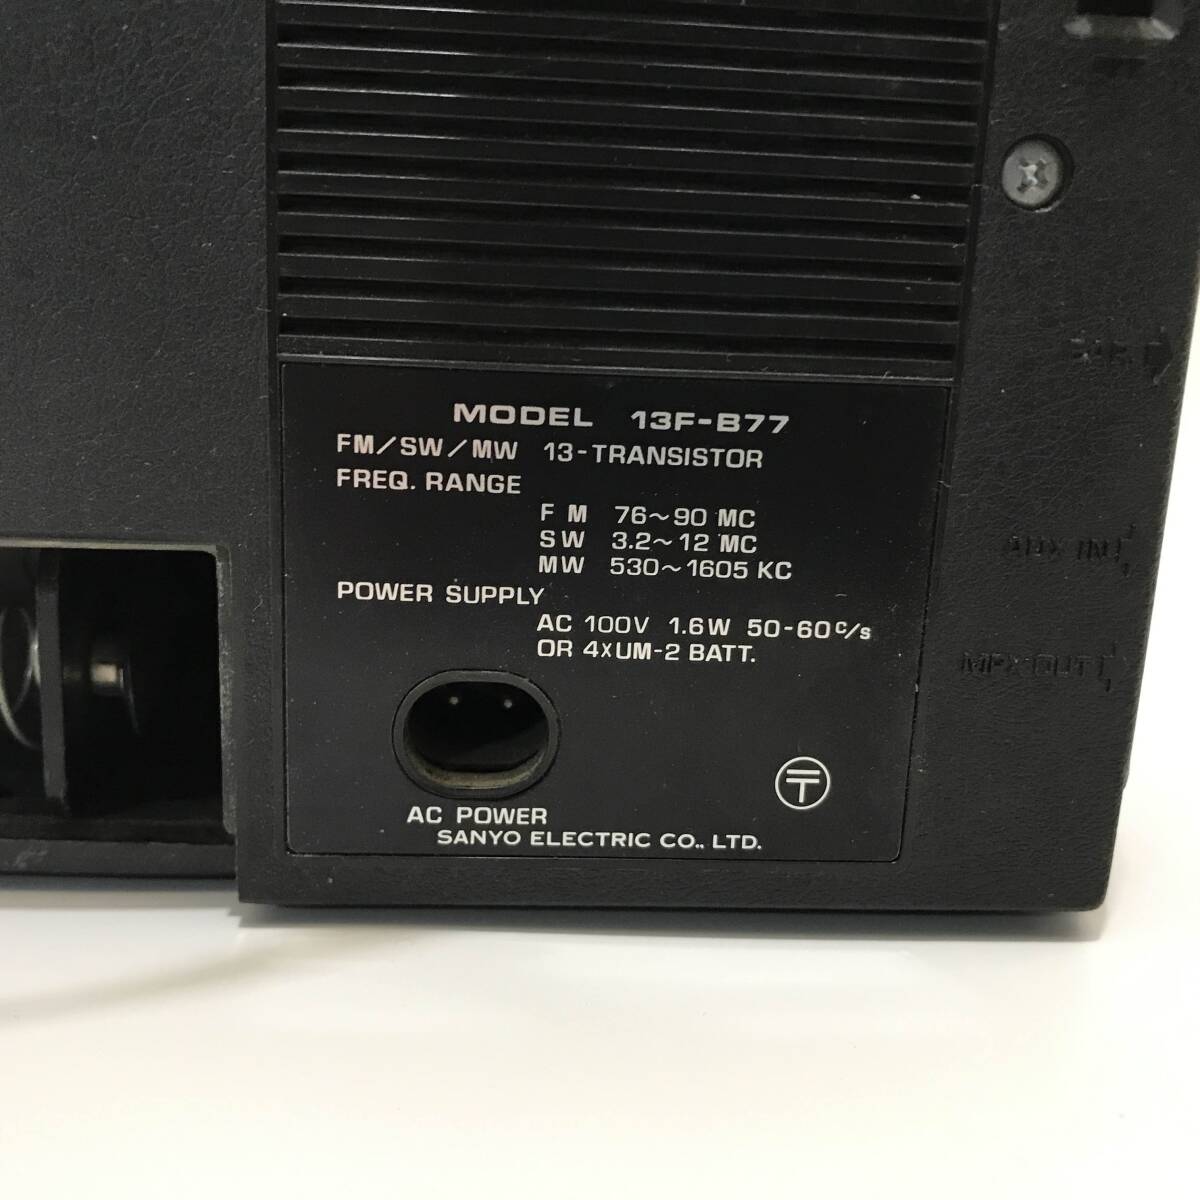 MODEL 13F-B77
FM/SW/MW 13-TRANSISTOR
FREQ. RANGE
FM 76~90 MC
SW 3.2~12 MC
MW 530~1605 KC
POWER SUPPLY
AC 100V 1.6W 50-60 c/s
OR 4xUM-2 BATT.
AC POWER
SANYO ELECTRIC CO., LTD.
EAR.
AUX IN
MPX-OUT